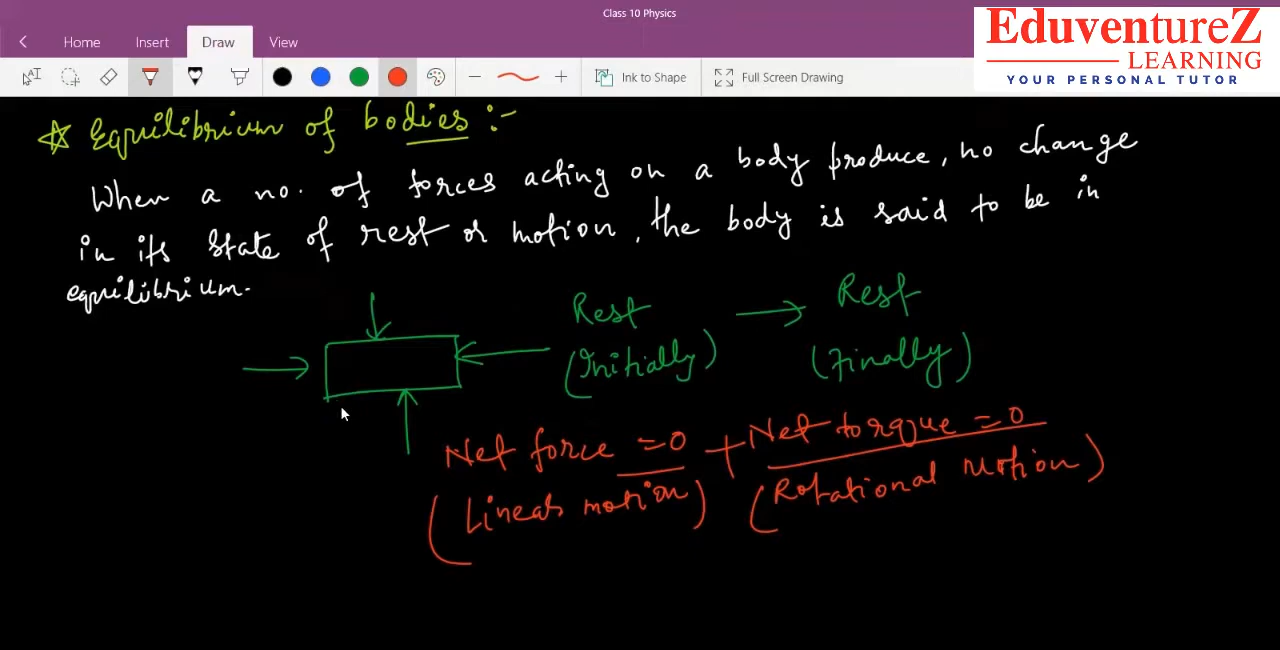 Class 10 Physics
EduventureZ
LEARNING
YOUR PERSONAL TUTOR
Home Insert Draw View
Ink to Shape Full Screen Drawing
Equilibrium of bodies :-
When a no. of forces acting on a body produce, no change
in its state of rest or motion, the body is said to be in
equilibrium.
Rest → Rest
(Initially) (Finally)
Net force = 0 + Net torque = 0
(Linear motion) (Rotational Motion)